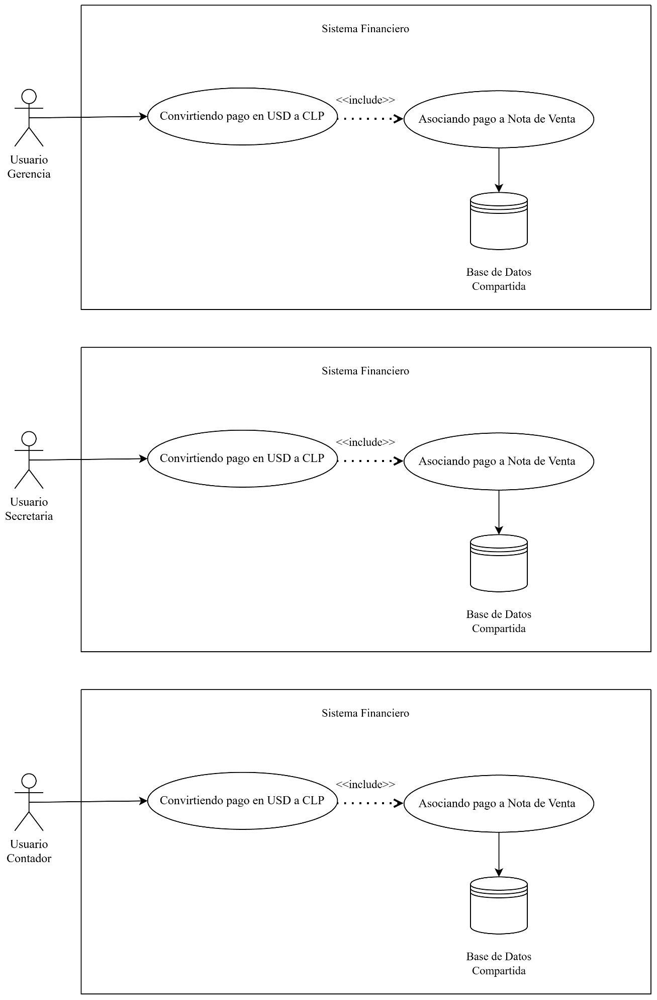 Sistema Financiero
Convirtiendo pago en USD a CLP
<<include>>
Asociando pago a Nota de Venta
Usuario
Gerencia
Base de Datos
Compartida
Sistema Financiero
Convirtiendo pago en USD a CLP
<<include>>
Asociando pago a Nota de Venta
Usuario
Secretaria
Base de Datos
Compartida
Sistema Financiero
Convirtiendo pago en USD a CLP
<<include>>
Asociando pago a Nota de Venta
Usuario
Contador
Base de Datos
Compartida